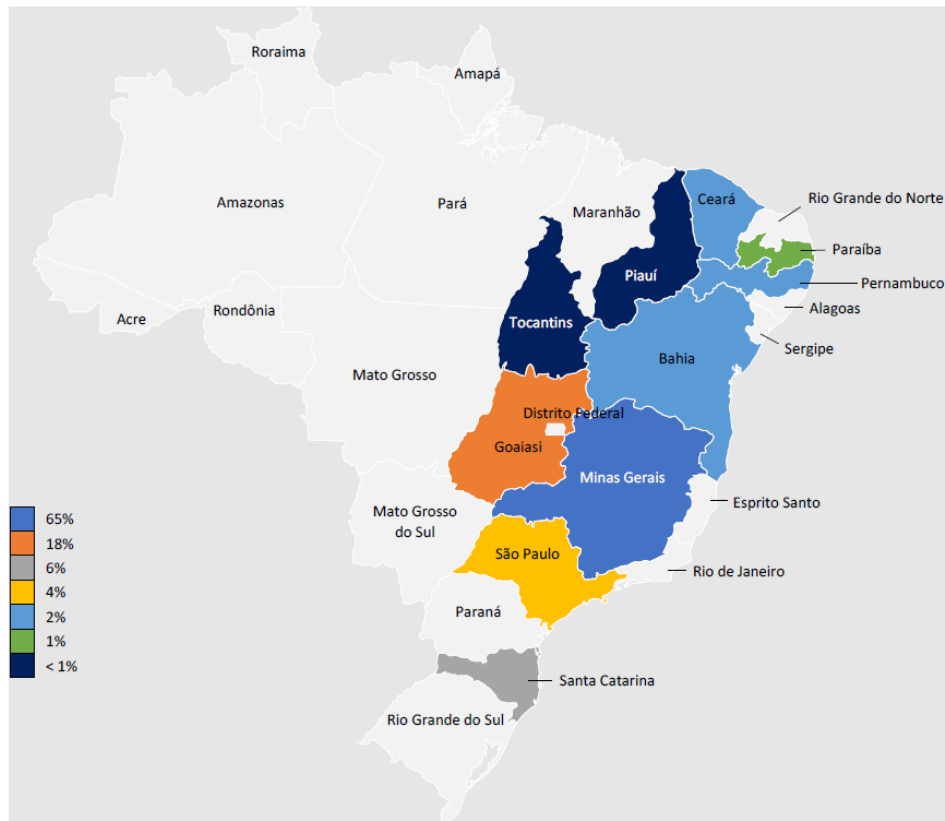 Roraima
Amapá
Amazonas
Pará
Maranhão
Ceará
Rio Grande do Norte
Paraíba
Piauí
Pernambuco
Acre
Rondônia
Tocantins
Alagoas
Sergipe
Bahia
Mato Grosso
Distrito Federal
Goaiasi
Minas Gerais
Esprito Santo
Mato Grosso
do Sul
São Paulo
Rio de Janeiro
Paraná
Santa Catarina
Rio Grande do Sul
65%
18%
6%
4%
2%
1%
< 1%